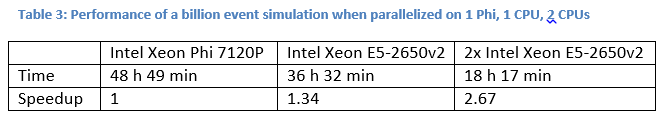 Table 3: Performance of a billion event simulation when parallelized on 1 Phi, 1 CPU, 2 CPUs
Intel Xeon Phi 7120P Intel Xeon E5-2650v2 2x Intel Xeon E5-2650v2
Time 48 h 49 min 36 h 32 min 18 h 17 min
Speedup 1 1.34 2.67